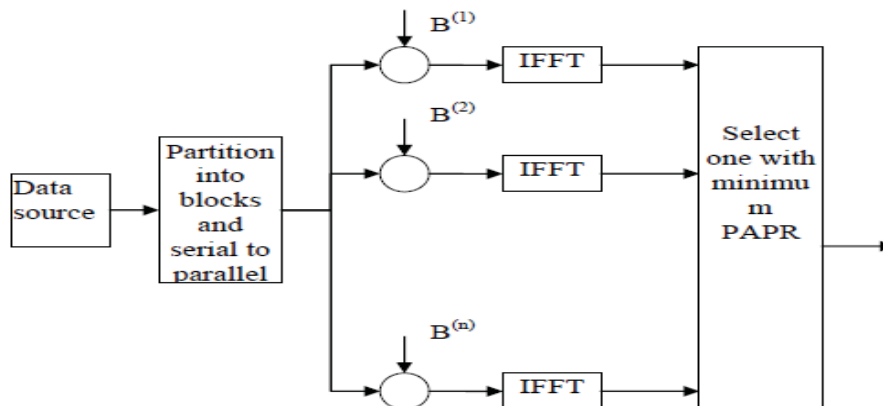 Data
source
Partition
into
blocks
and
serial to
parallel
B(1)
IFFT
B(2)
IFFT
B(n)
IFFT
Select
one with
minimu
m
PAPR